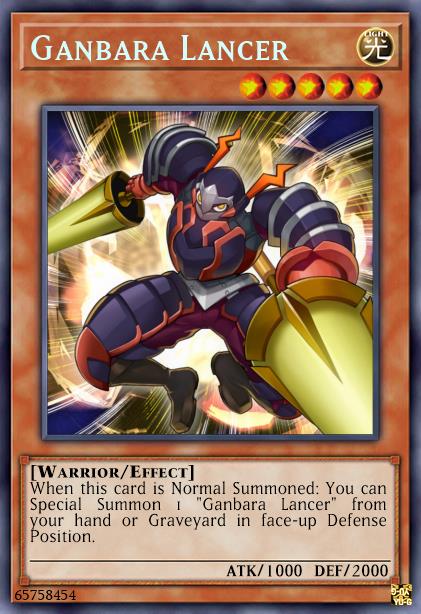 GANBARA LANCER
LIGHT
光
[WARRIOR/EFFECT]
When this card is Normal Summoned: You can
Special Summon 1 "Ganbara Lancer" from
your hand or Graveyard in face-up Defense
Position.
ATK/1000 DEF/2000
65758454